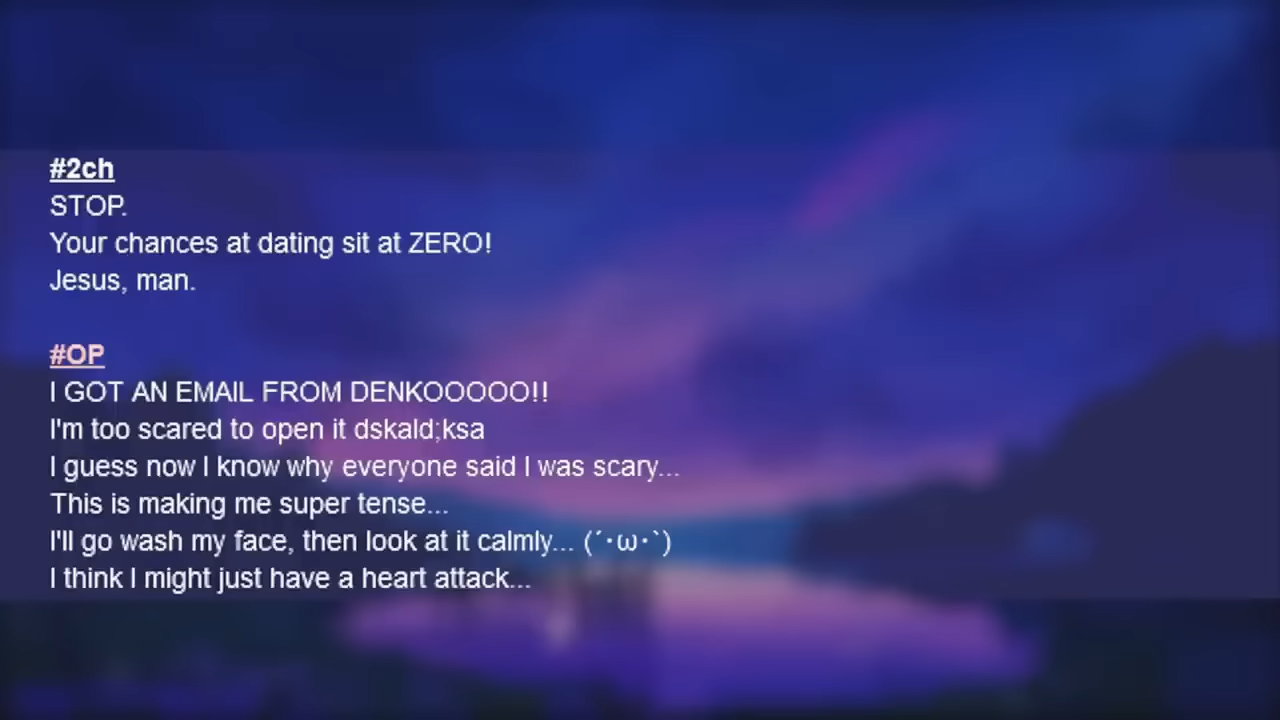 #2ch
STOP.
Your chances at dating sit at ZERO!
Jesus, man.
#OP
I GOT AN EMAIL FROM DENKOOOOO!!
I'm too scared to open it dskald;ksa
I guess now I know why everyone said I was scary...
This is making me super tense...
I'll go wash my face, then look at it calmly... (´･ω･`)
I think I might just have a heart attack...